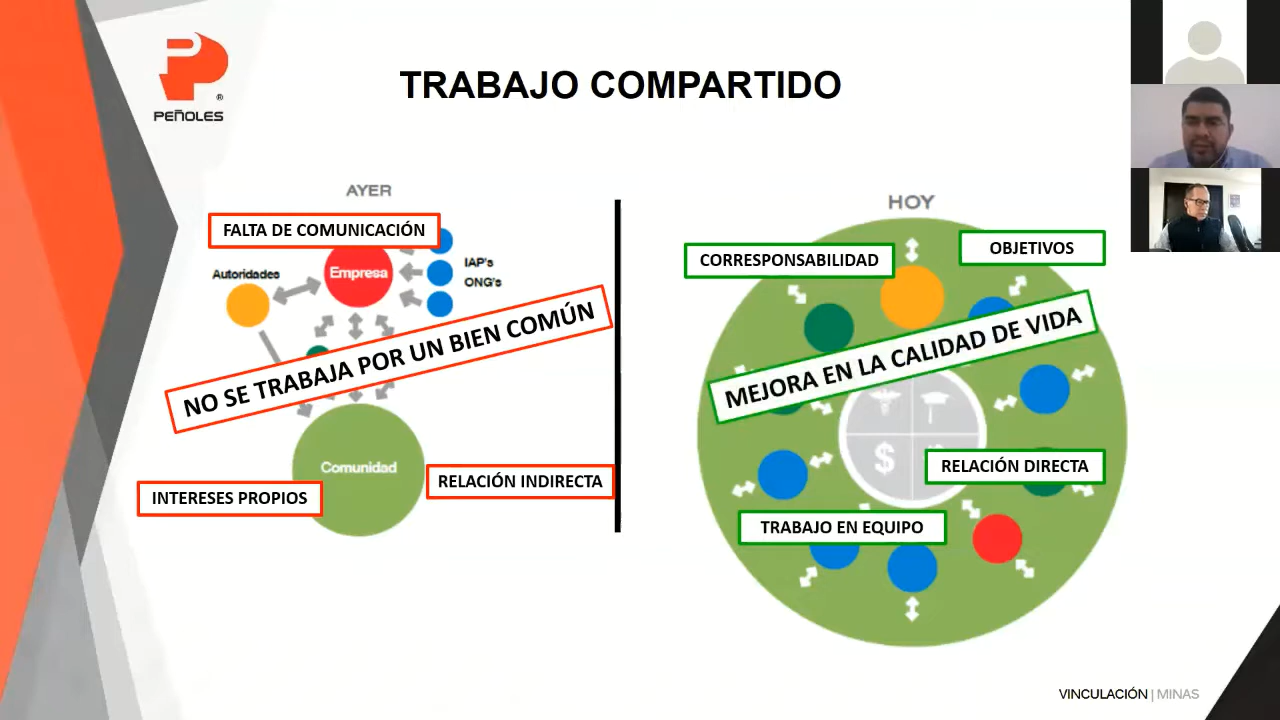 PEÑOLES
TRABAJO COMPARTIDO
AYER
FALTA DE COMUNICACIÓN
Autoridades
Empresa
IAP's
ONG's
NO SE TRABAJA POR UN BIEN COMÚN
Comunidad
INTERESES PROPIOS
RELACIÓN INDIRECTA
HOY
CORRESPONSABILIDAD
OBJETIVOS
MEJORA EN LA CALIDAD DE VIDA
$
RELACIÓN DIRECTA
TRABAJO EN EQUIPO
VINCULACIÓN | MINAS